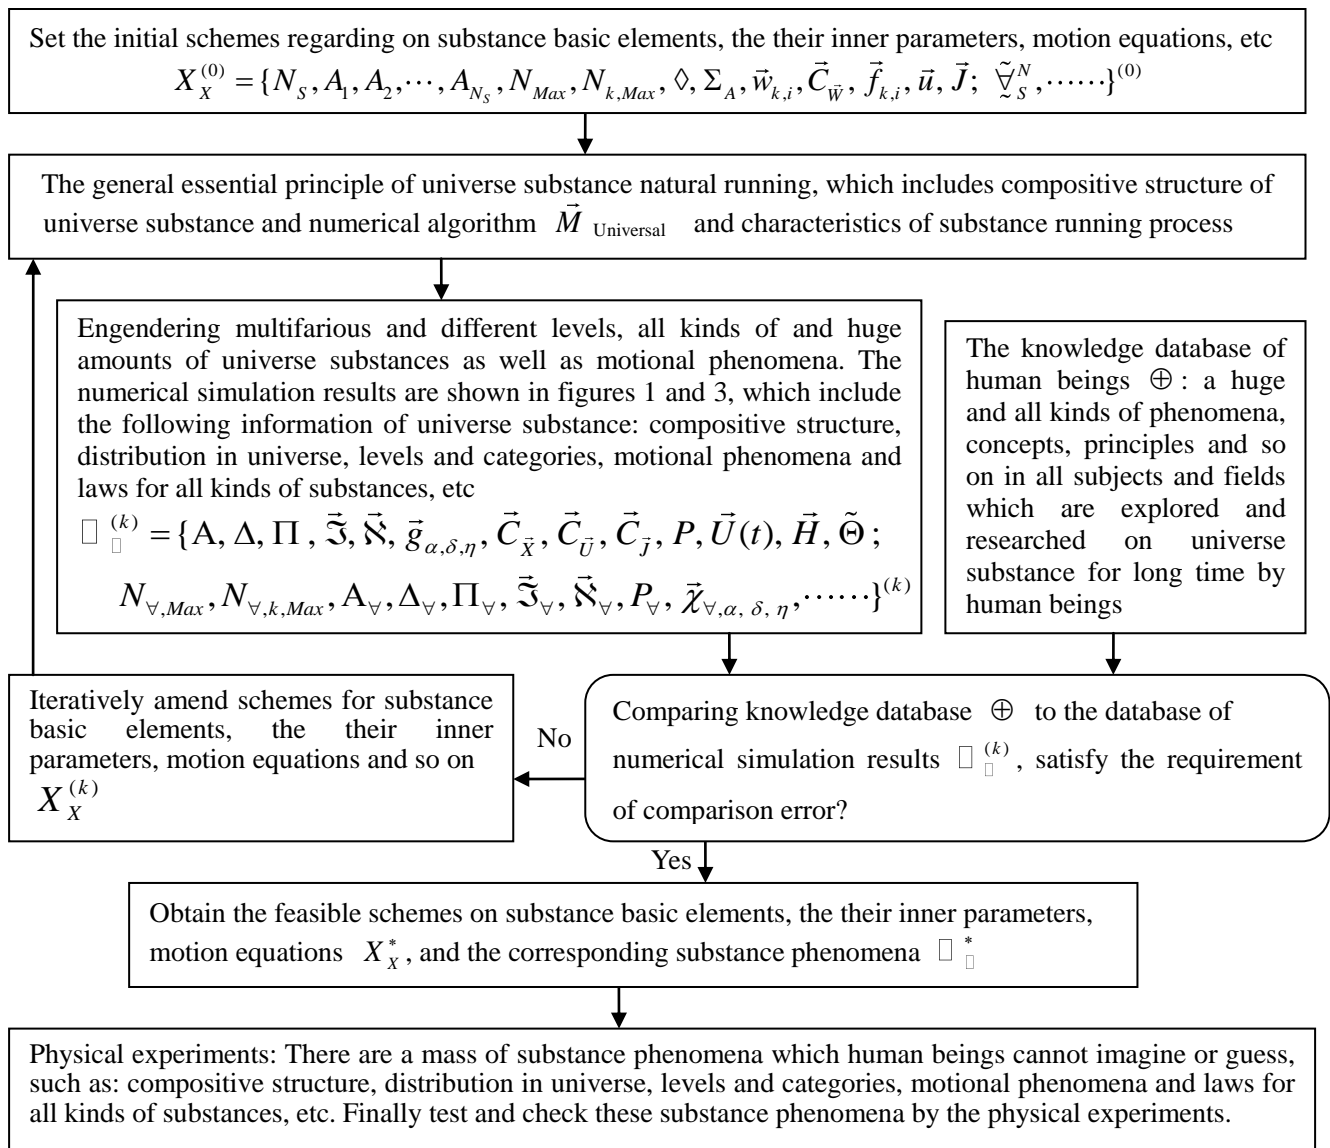 Set the initial schemes regarding on substance basic elements, the their inner parameters, motion equations, etc
X_X^{(0)} = {N_S, A_1, A_2, ⋯, A_{N_S}, N_{Max}, N_{k,Max}, ◊, Σ_A, w⃗_{k,i}, C⃗_{W⃗}, f⃗_{k,i}, u⃗, J⃗; ∀̰̃_S^N, ⋯⋯}^{(0)}
The general essential principle of universe substance natural running, which includes compositive structure of
universe substance and numerical algorithm M⃗ Universal and characteristics of substance running process
Engendering multifarious and different levels, all kinds of and huge
amounts of universe substances as well as motional phenomena. The
numerical simulation results are shown in figures 1 and 3, which include
the following information of universe substance: compositive structure,
distribution in universe, levels and categories, motional phenomena and
laws for all kinds of substances, etc
□_□^{(k)} = {Α, Δ, Π, ℑ⃗, ℵ⃗, g⃗_{α,δ,η}, C⃗_{X⃗}, C⃗_{U⃗}, C⃗_{J⃗}, P, U⃗(t), H⃗, Θ̃;
N_{∀,Max}, N_{∀,k,Max}, Α_∀, Δ_∀, Π_∀, ℑ⃗_∀, ℵ⃗_∀, P_∀, χ⃗_{∀,α, δ, η}, ⋯⋯}^{(k)}
The knowledge database of
human beings ⊕: a huge
and all kinds of phenomena,
concepts, principles and so
on in all subjects and fields
which are explored and
researched on universe
substance for long time by
human beings
Iteratively amend schemes for substance
basic elements, the their inner
parameters, motion equations and so on
X_X^{(k)}
No
Comparing knowledge database ⊕ to the database of
numerical simulation results □_□^{(k)}, satisfy the requirement
of comparison error?
Yes
Obtain the feasible schemes on substance basic elements, the their inner parameters,
motion equations X_X^*, and the corresponding substance phenomena □_□^*
Physical experiments: There are a mass of substance phenomena which human beings cannot imagine or guess,
such as: compositive structure, distribution in universe, levels and categories, motional phenomena and laws for
all kinds of substances, etc. Finally test and check these substance phenomena by the physical experiments.